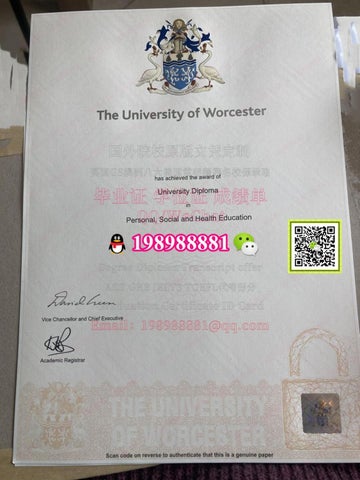 The University of Worcester
国外院校原版文凭定制
has achieved the award of
University Diploma
毕业证 学位证 成绩单
in
Personal, Social and Health Education
198988881
Degree Diploma Transcript offer
Vice Chancellor and Chief Executive
Email: 198988881@qq.com
Academic Registrar
THE UNIVERSITY
OF WORCESTER
Scan code on reverse to authenticate that this is a genuine paper